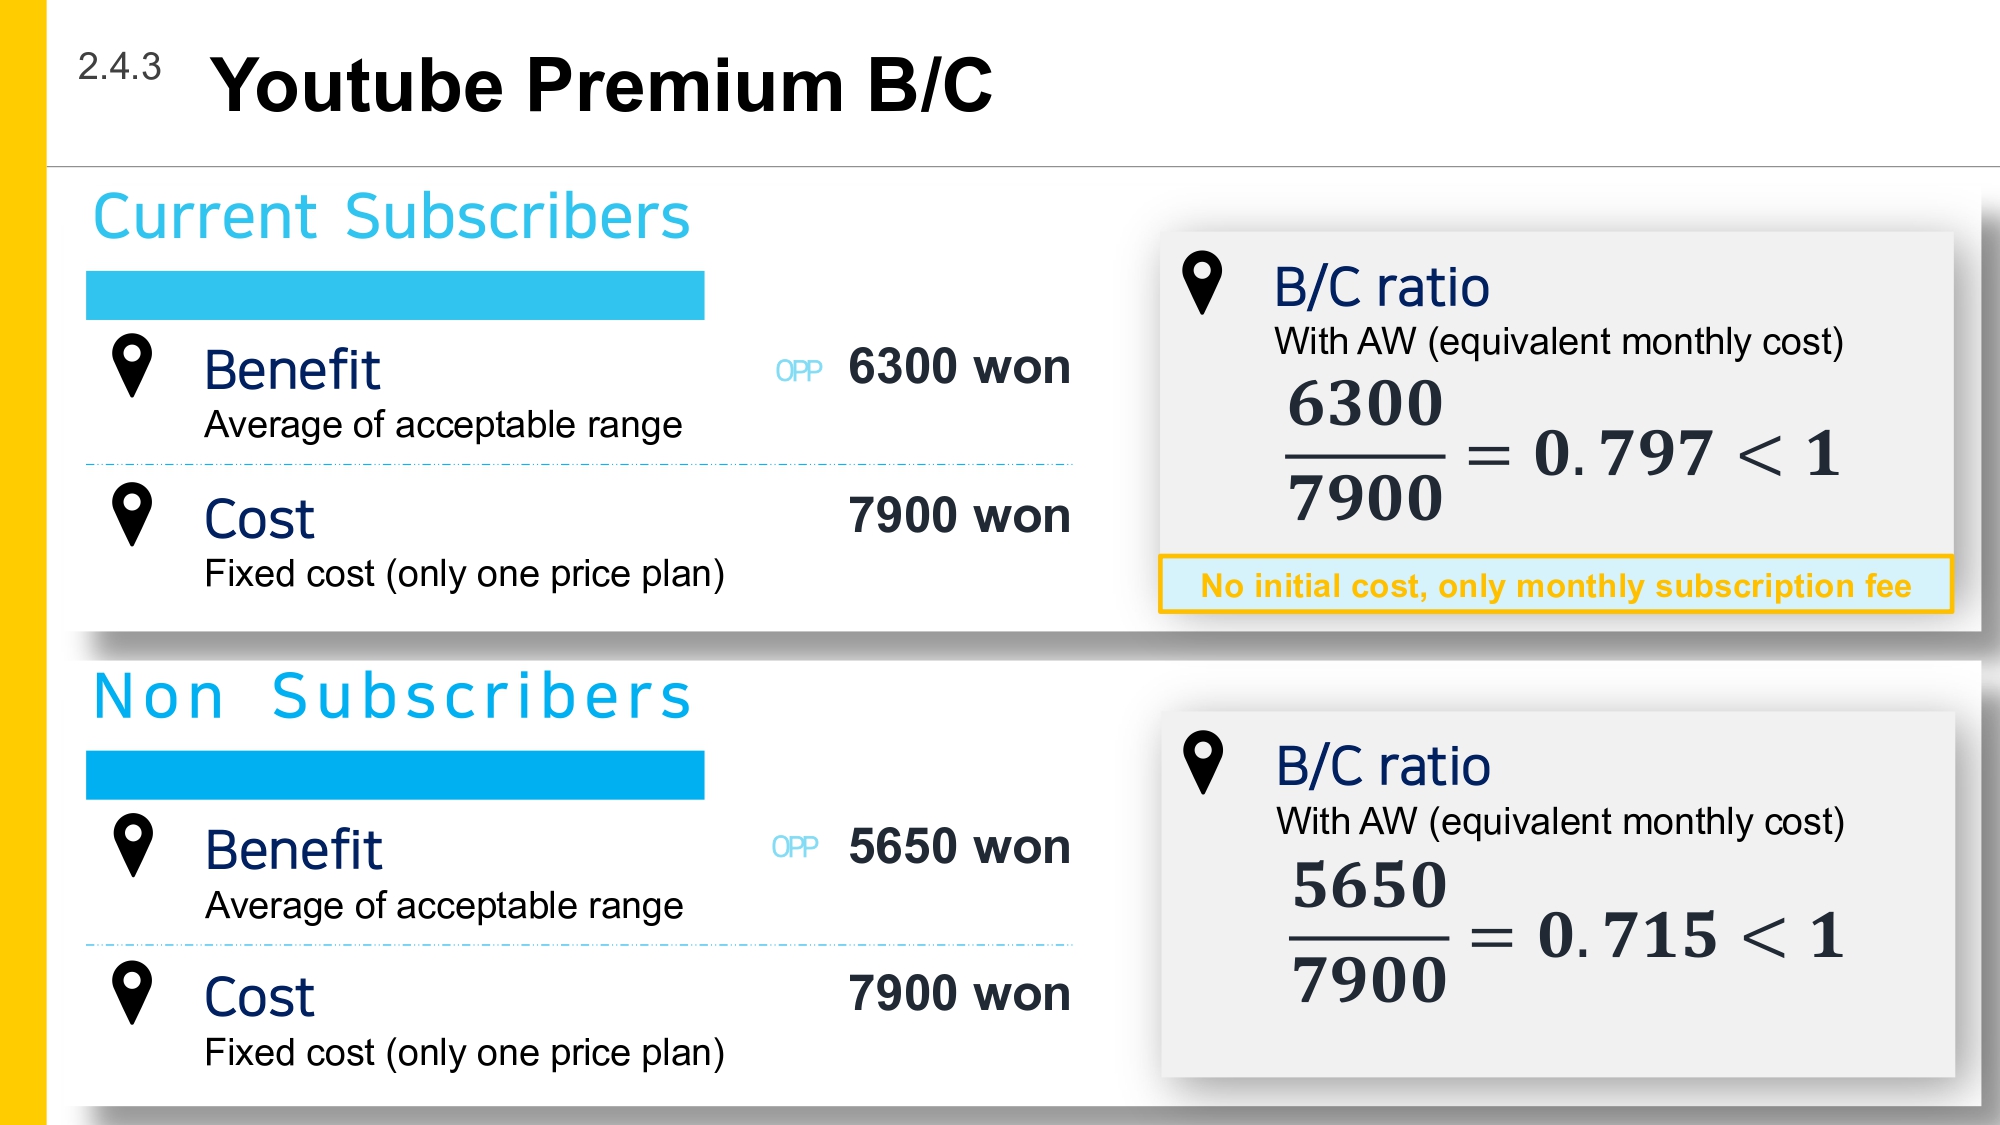 2.4.3
Youtube Premium B/C
Current Subscribers
Benefit
OPP 6300 won
Average of acceptable range
Cost
7900 won
Fixed cost (only one price plan)
B/C ratio
With AW (equivalent monthly cost)
6300
7900
= 0.797 < 1
No initial cost, only monthly subscription fee
Non Subscribers
Benefit
OPP 5650 won
Average of acceptable range
Cost
7900 won
Fixed cost (only one price plan)
B/C ratio
With AW (equivalent monthly cost)
5650
7900
= 0.715 < 1